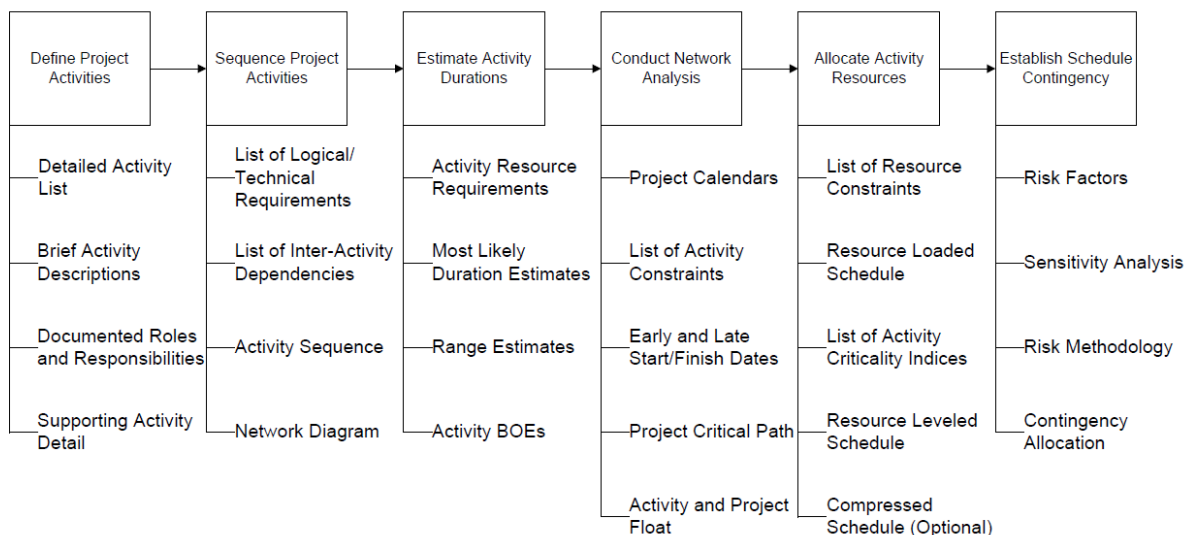 Define Project
Activities
Sequence Project
Activities
Estimate Activity
Durations
Conduct Network
Analysis
Allocate Activity
Resources
Establish Schedule
Contingency
Detailed Activity
List
Brief Activity
Descriptions
Documented Roles
and Responsibilities
Supporting Activity
Detail
List of Logical/
Technical
Requirements
List of Inter-Activity
Dependencies
Activity Sequence
Network Diagram
Activity Resource
Requirements
Most Likely
Duration Estimates
Range Estimates
Activity BOEs
Project Calendars
List of Activity
Constraints
Early and Late
Start/Finish Dates
Project Critical Path
Activity and Project
Float
List of Resource
Constraints
Resource Loaded
Schedule
List of Activity
Criticality Indices
Resource Leveled
Schedule
Compressed
Schedule (Optional)
Risk Factors
Sensitivity Analysis
Risk Methodology
Contingency
Allocation